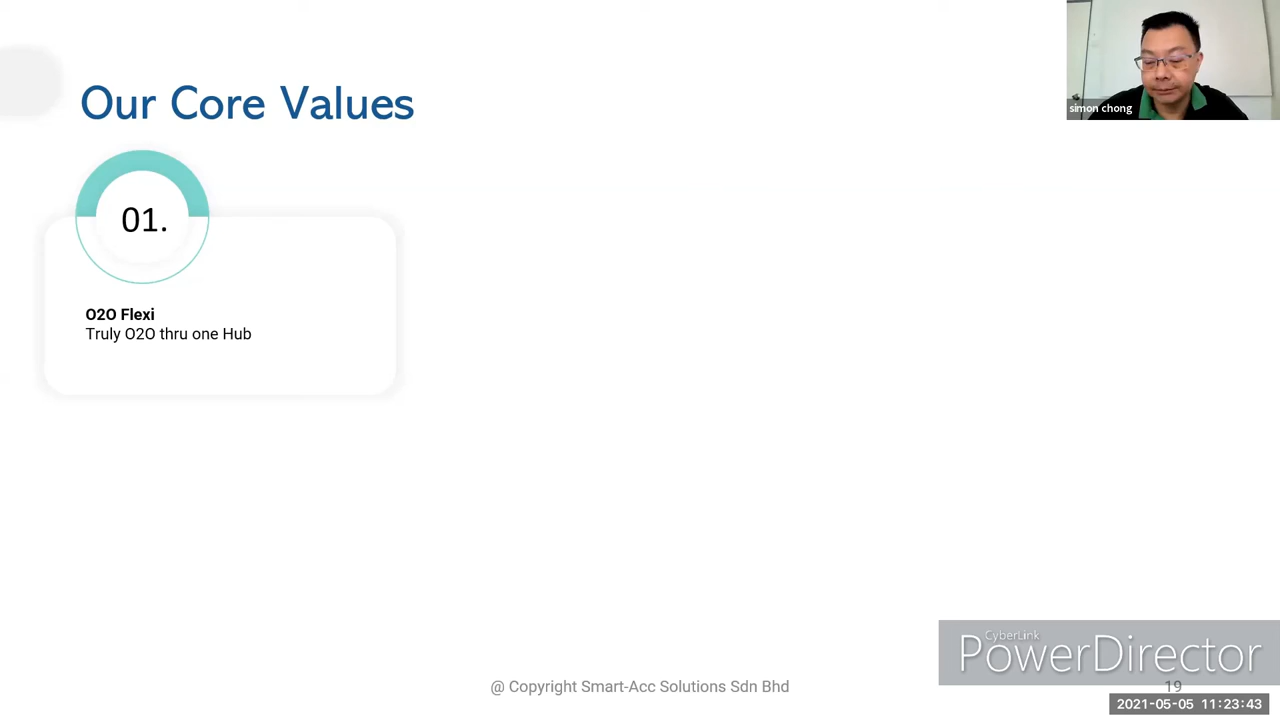 simon chong
Our Core Values
01.
O2O Flexi
Truly O2O thru one Hub
CyberLink
PowerDirector
@ Copyright Smart-Acc Solutions Sdn Bhd
19
2021-05-05 11:23:43